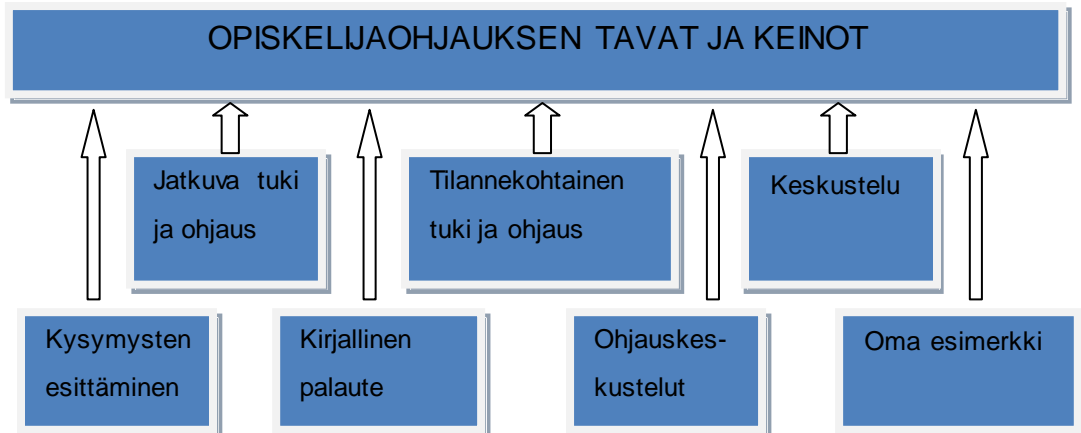 OPISKELIJAOHJAUKSEN TAVAT JA KEINOT
Jatkuva tuki
ja ohjaus
Tilannekohtainen
tuki ja ohjaus
Keskustelu
Kysymysten
esittäminen
Kirjallinen
palaute
Ohjauskes-
kustelut
Oma esimerkki